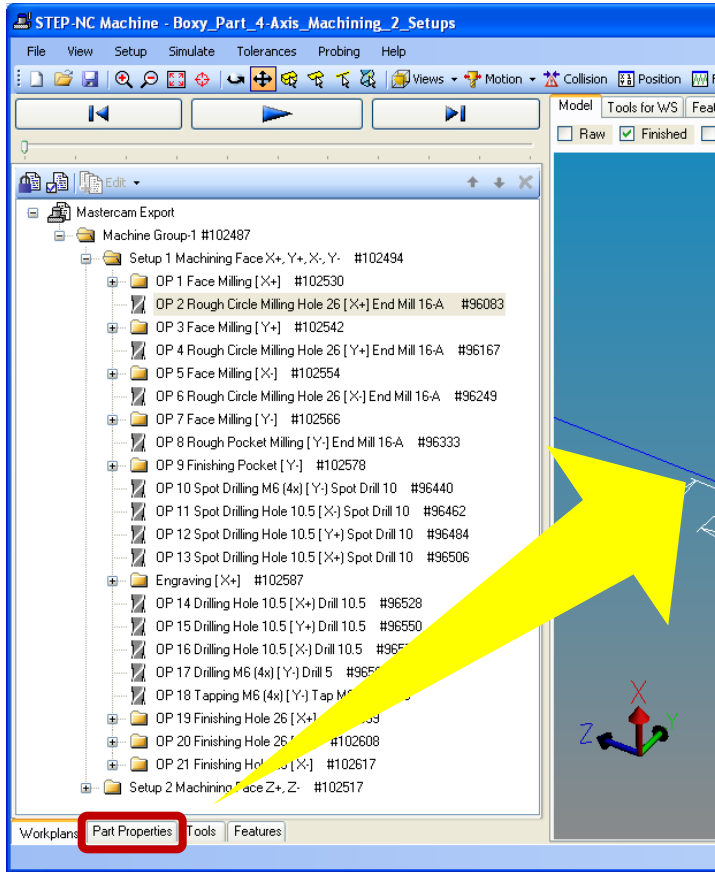 STEP-NC Machine - Boxy_Part_4-Axis_Machining_2_Setups
File View Setup Simulate Tolerances Probing Help
Views Motion Collision Position
Model Tools for WS Feat
Raw Finished
Edit
Mastercam Export
Machine Group-1 #102487
Setup 1 Machining Face X+, Y+, X-, Y- #102494
OP 1 Face Milling [X+] #102530
OP 2 Rough Circle Milling Hole 26 [X+] End Mill 16-A #96083
OP 3 Face Milling [Y+] #102542
OP 4 Rough Circle Milling Hole 26 [Y+] End Mill 16-A #96167
OP 5 Face Milling [X-] #102554
OP 6 Rough Circle Milling Hole 26 [X-] End Mill 16-A #96249
OP 7 Face Milling [Y-] #102566
OP 8 Rough Pocket Milling [Y-] End Mill 16-A #96333
OP 9 Finishing Pocket [Y-] #102578
OP 10 Spot Drilling M6 (4x) [Y-) Spot Drill 10 #96440
OP 11 Spot Drilling Hole 10.5 [X-) Spot Drill 10 #96462
OP 12 Spot Drilling Hole 10.5 [Y+) Spot Drill 10 #96484
OP 13 Spot Drilling Hole 10.5 [X+) Spot Drill 10 #96506
Engraving [X+] #102587
OP 14 Drilling Hole 10.5 [X+) Drill 10.5 #96528
OP 15 Drilling Hole 10.5 [Y+) Drill 10.5 #96550
OP 16 Drilling Hole 10.5 [X-) Drill 10.5
OP 17 Drilling M6 (4x) [Y-) Drill 5
OP 18 Tapping M6 (4x) [Y-) Tap
OP 19 Finishing Hole 26 [X+]
OP 20 Finishing Hole 26 #102608
OP 21 Finishing [X-] #102617
Setup 2 Machining Face Z+, Z- #102517
X
Z Y
Workplans Part Properties Tools Features